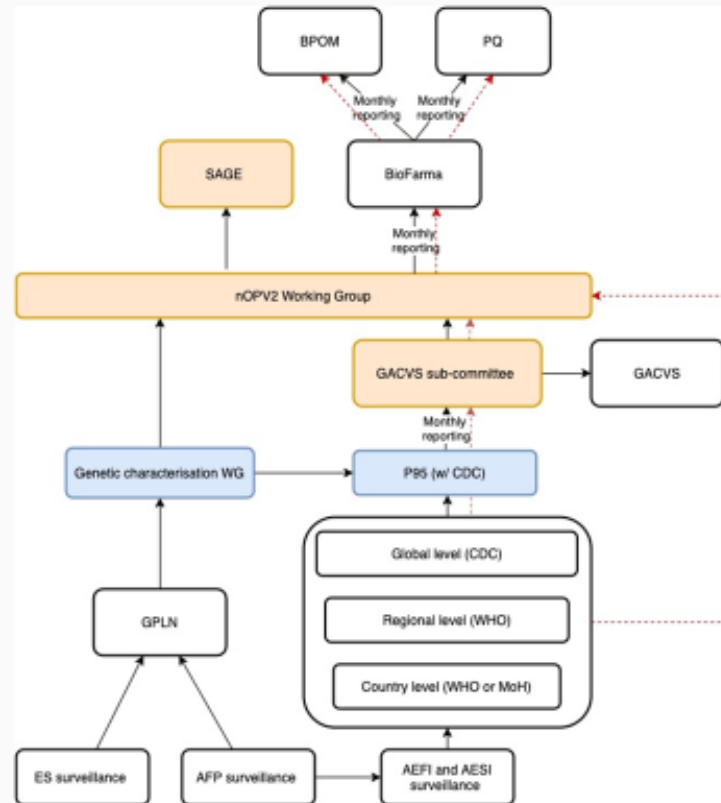 BPOM
PQ
Monthly
reporting
Monthly
reporting
SAGE
BioFarma
Monthly
reporting
nOPV2 Working Group
GACVS sub-committee
GACVS
Monthly
reporting
Genetic characterisation WG
P95 (w/ CDC)
Global level (CDC)
GPLN
Regional level (WHO)
Country level (WHO or MoH)
ES surveillance
AFP surveillance
AEFI and AESI
surveillance